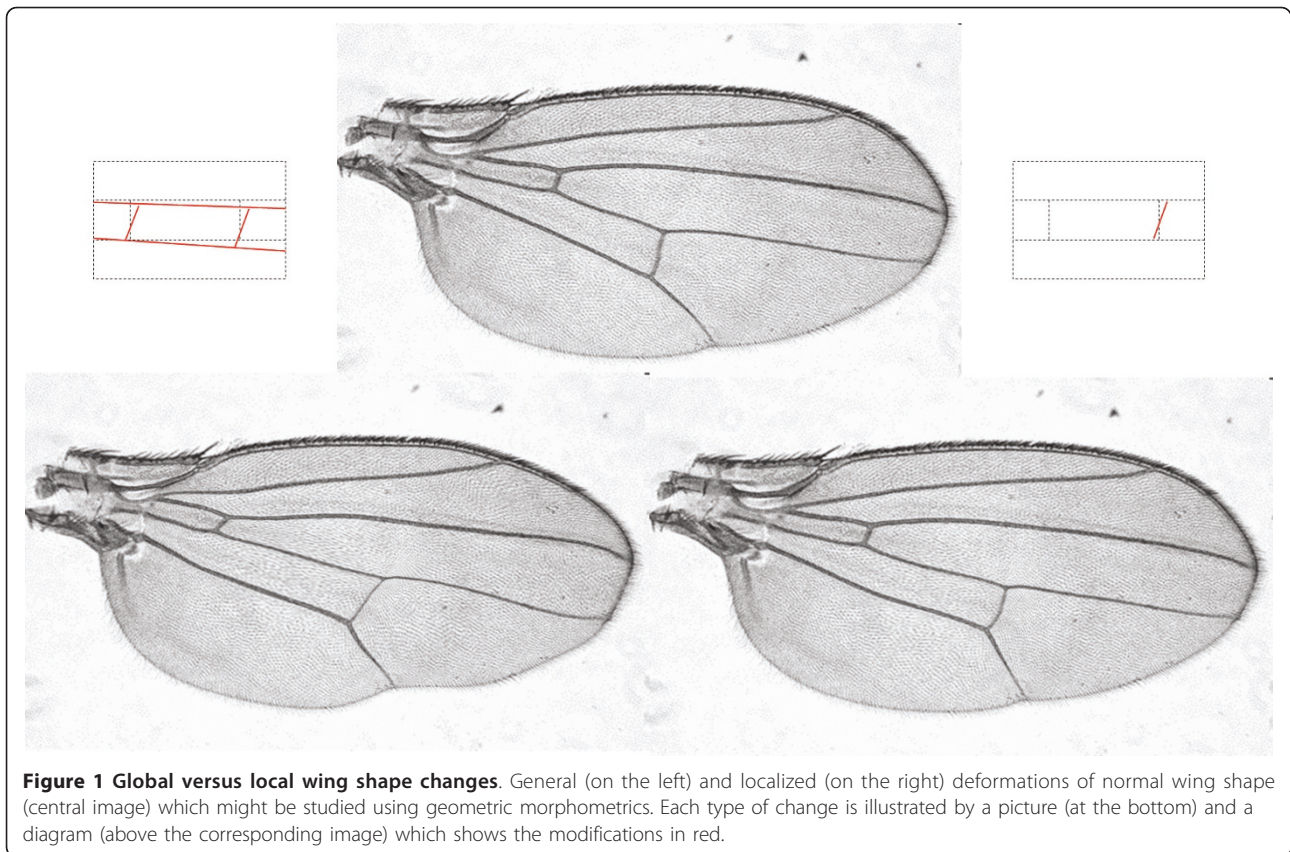 Figure 1 Global versus local wing shape changes. General (on the left) and localized (on the right) deformations of normal wing shape
(central image) which might be studied using geometric morphometrics. Each type of change is illustrated by a picture (at the bottom) and a
diagram (above the corresponding image) which shows the modifications in red.